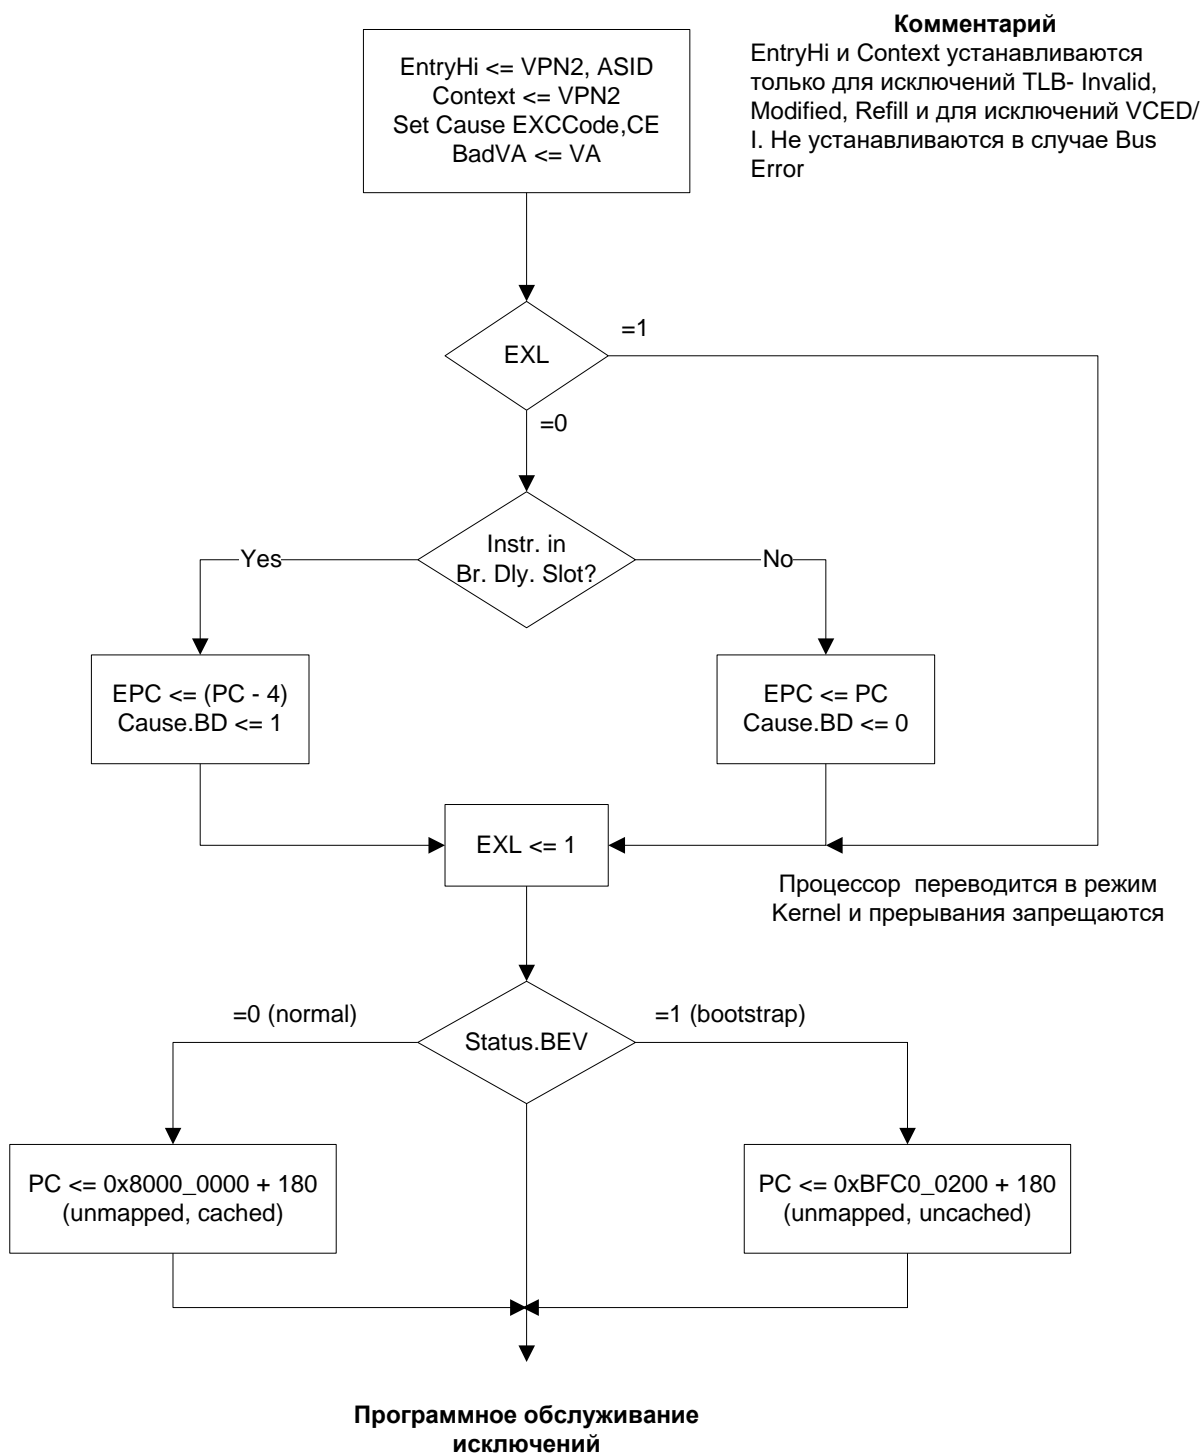 Комментарий
EntryHi и Context устанавливаются
только для исключений TLB- Invalid,
Modified, Refill и для исключений VCED/
I. Не устанавливаются в случае Bus
Error
EntryHi <= VPN2, ASID
Context <= VPN2
Set Cause EXCCode,CE
BadVA <= VA
=1
EXL
=0
Instr. in
Br. Dly. Slot?
Yes
No
EPC <= (PC - 4)
Cause.BD <= 1
EPC <= PC
Cause.BD <= 0
EXL <= 1
Процессор переводится в режим
Kernel и прерывания запрещаются
=0 (normal)
=1 (bootstrap)
Status.BEV
PC <= 0x8000_0000 + 180
(unmapped, cached)
PC <= 0xBFC0_0200 + 180
(unmapped, uncached)
Программное обслуживание
исключений